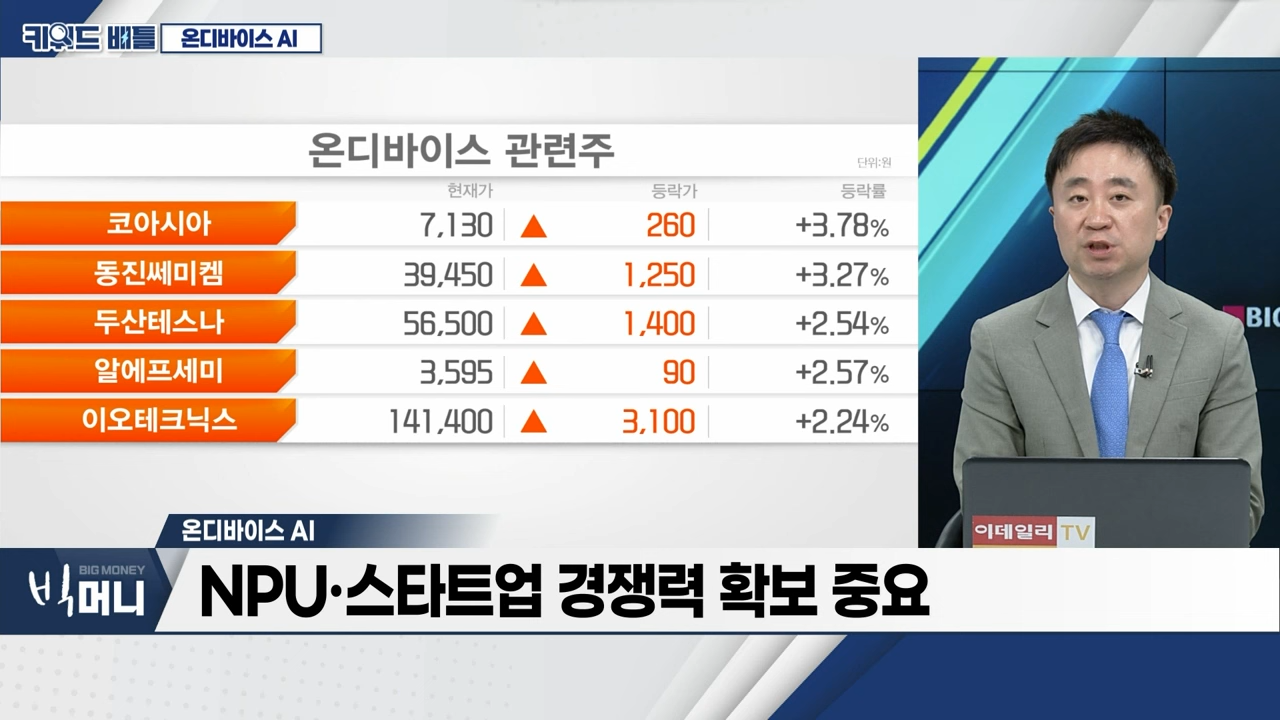 키워드 배틀 온디바이스 AI
온디바이스 관련주
단위:원
현재가 등락가 등락률
코아시아 7,130 ▲ 260 +3.78%
동진쎄미켐 39,450 ▲ 1,250 +3.27%
두산테스나 56,500 ▲ 1,400 +2.54%
알에프세미 3,595 ▲ 90 +2.57%
이오테크닉스 141,400 ▲ 3,100 +2.24%
BIG
이데일리 TV
온디바이스 AI
BIG MONEY
빅머니
NPU·스타트업 경쟁력 확보 중요